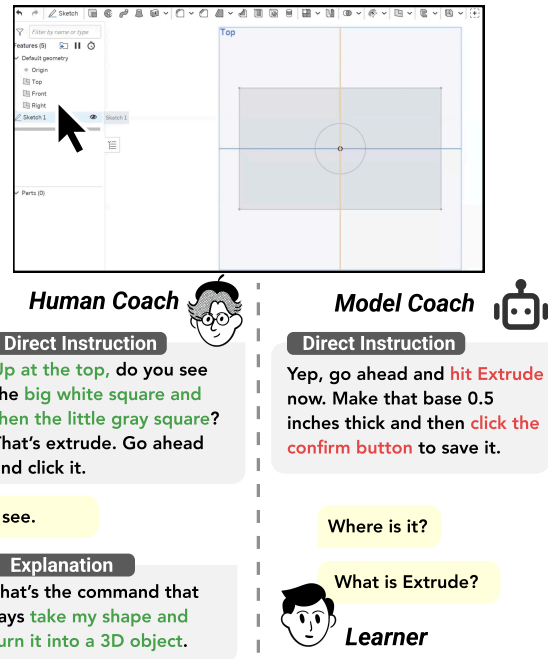 Sketch
Filter by name or type
Features (5)
Default geometry
Origin
Top
Front
Right
Sketch 1
Sketch 1
Parts (0)
Top
Human Coach
Direct Instruction
Up at the top, do you see
he big white square and
hen the little gray square?
hat's extrude. Go ahead
nd click it.
see.
Explanation
hat's the command that
ays take my shape and
urn it into a 3D object.
Model Coach
Direct Instruction
Yep, go ahead and hit Extrude
now. Make that base 0.5
inches thick and then click the
confirm button to save it.
Where is it?
What is Extrude?
Learner